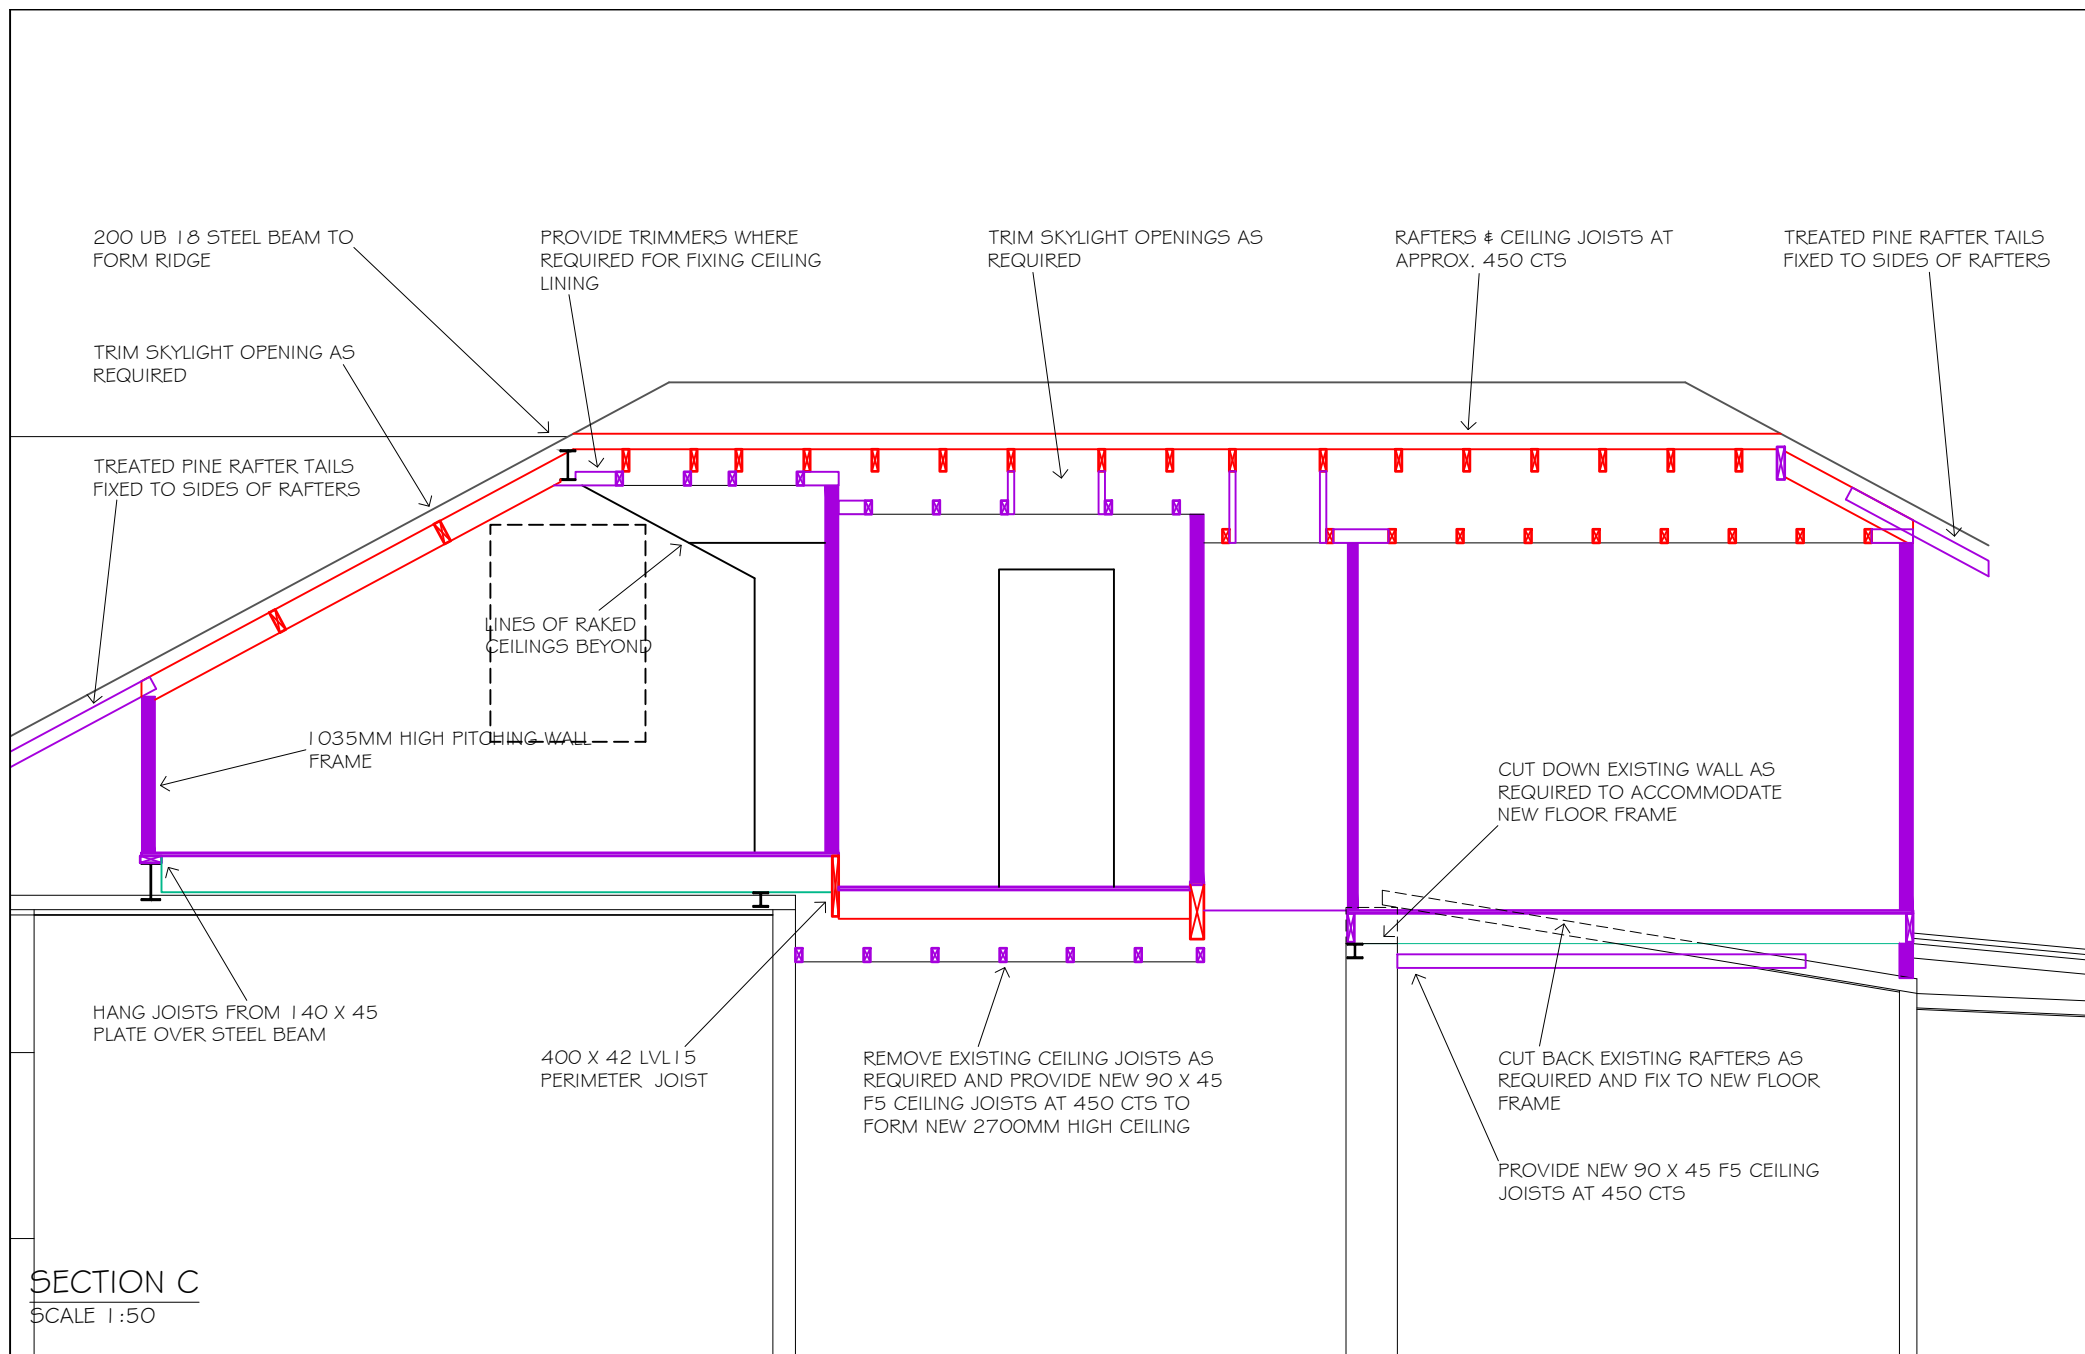 200 UB 18 STEEL BEAM TO
FORM RIDGE
PROVIDE TRIMMERS WHERE
REQUIRED FOR FIXING CEILING
LINING
TRIM SKYLIGHT OPENINGS AS
REQUIRED
RAFTERS & CEILING JOISTS AT
APPROX. 450 CTS
TREATED PINE RAFTER TAILS
FIXED TO SIDES OF RAFTERS
TRIM SKYLIGHT OPENING AS
REQUIRED
TREATED PINE RAFTER TAILS
FIXED TO SIDES OF RAFTERS
LINES OF RAKED
CEILINGS BEYOND
1035MM HIGH PITCHING WALL
FRAME
CUT DOWN EXISTING WALL AS
REQUIRED TO ACCOMMODATE
NEW FLOOR FRAME
HANG JOISTS FROM 140 X 45
PLATE OVER STEEL BEAM
400 X 42 LVL15
PERIMETER JOIST
REMOVE EXISTING CEILING JOISTS AS
REQUIRED AND PROVIDE NEW 90 X 45
F5 CEILING JOISTS AT 450 CTS TO
FORM NEW 2700MM HIGH CEILING
CUT BACK EXISTING RAFTERS AS
REQUIRED AND FIX TO NEW FLOOR
FRAME
PROVIDE NEW 90 X 45 F5 CEILING
JOISTS AT 450 CTS
SECTION C
SCALE 1:50